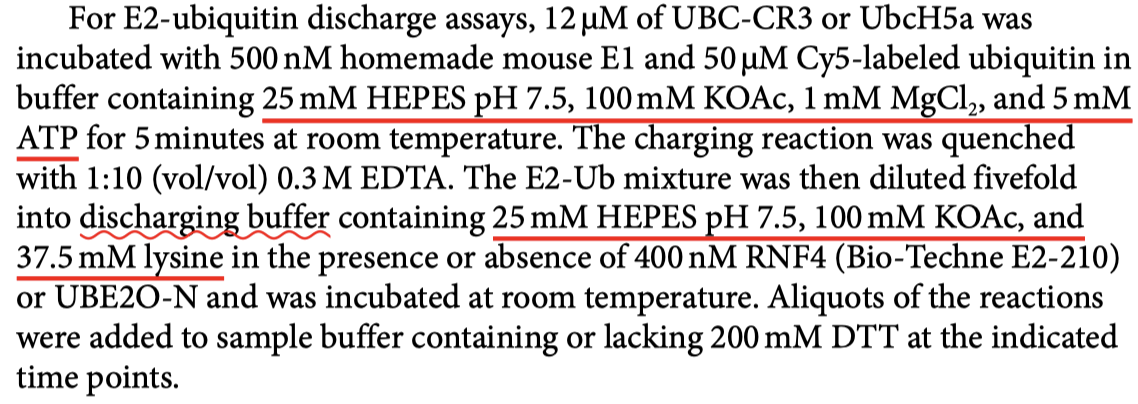 For E2-ubiquitin discharge assays, 12 μM of UBC-CR3 or UbcH5a was
incubated with 500 nM homemade mouse E1 and 50 μM Cy5-labeled ubiquitin in
buffer containing 25 mM HEPES pH 7.5, 100 mM KOAc, 1 mM MgCl₂, and 5 mM
ATP for 5 minutes at room temperature. The charging reaction was quenched
with 1:10 (vol/vol) 0.3 M EDTA. The E2-Ub mixture was then diluted fivefold
into discharging buffer containing 25 mM HEPES pH 7.5, 100 mM KOAc, and
37.5 mM lysine in the presence or absence of 400 nM RNF4 (Bio-Techne E2-210)
or UBE2O-N and was incubated at room temperature. Aliquots of the reactions
were added to sample buffer containing or lacking 200 mM DTT at the indicated
time points.